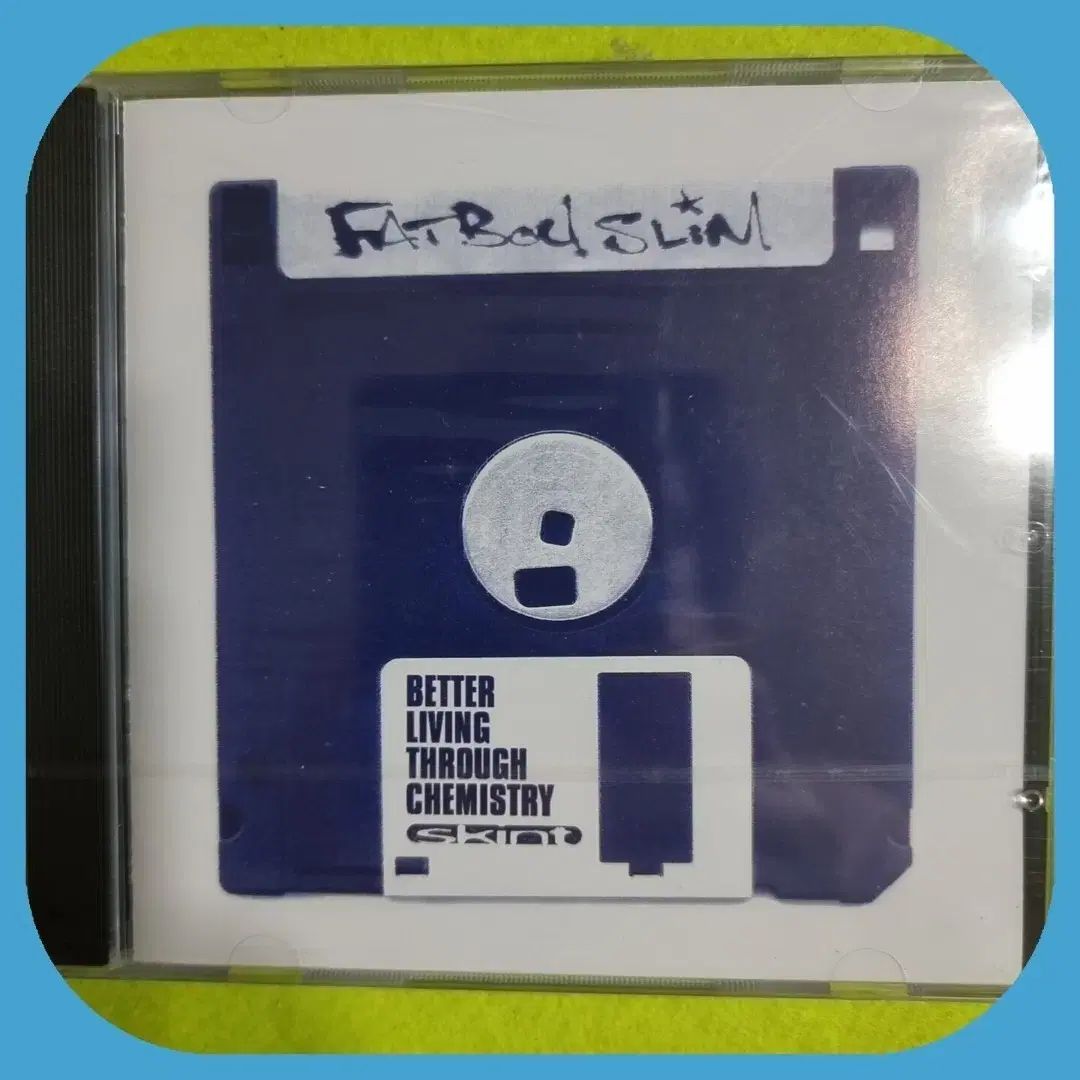 FATBOY SLIM
BETTER
LIVING
THROUGH
CHEMISTRY
skint